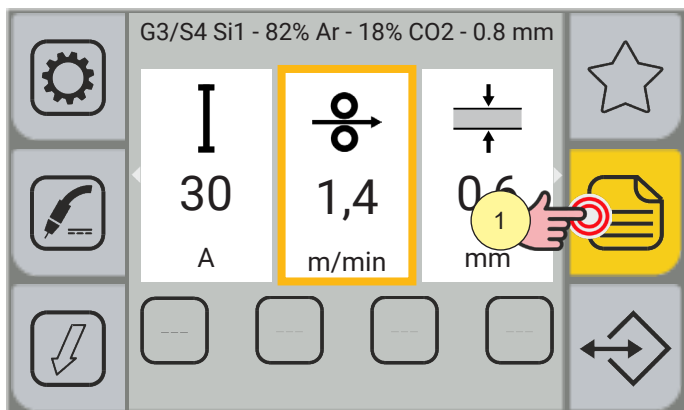 G3/S4 Si1 - 82% Ar - 18% CO2 - 0.8 mm
30 1,4 0,6
1
A m/min mm
--- --- --- ---